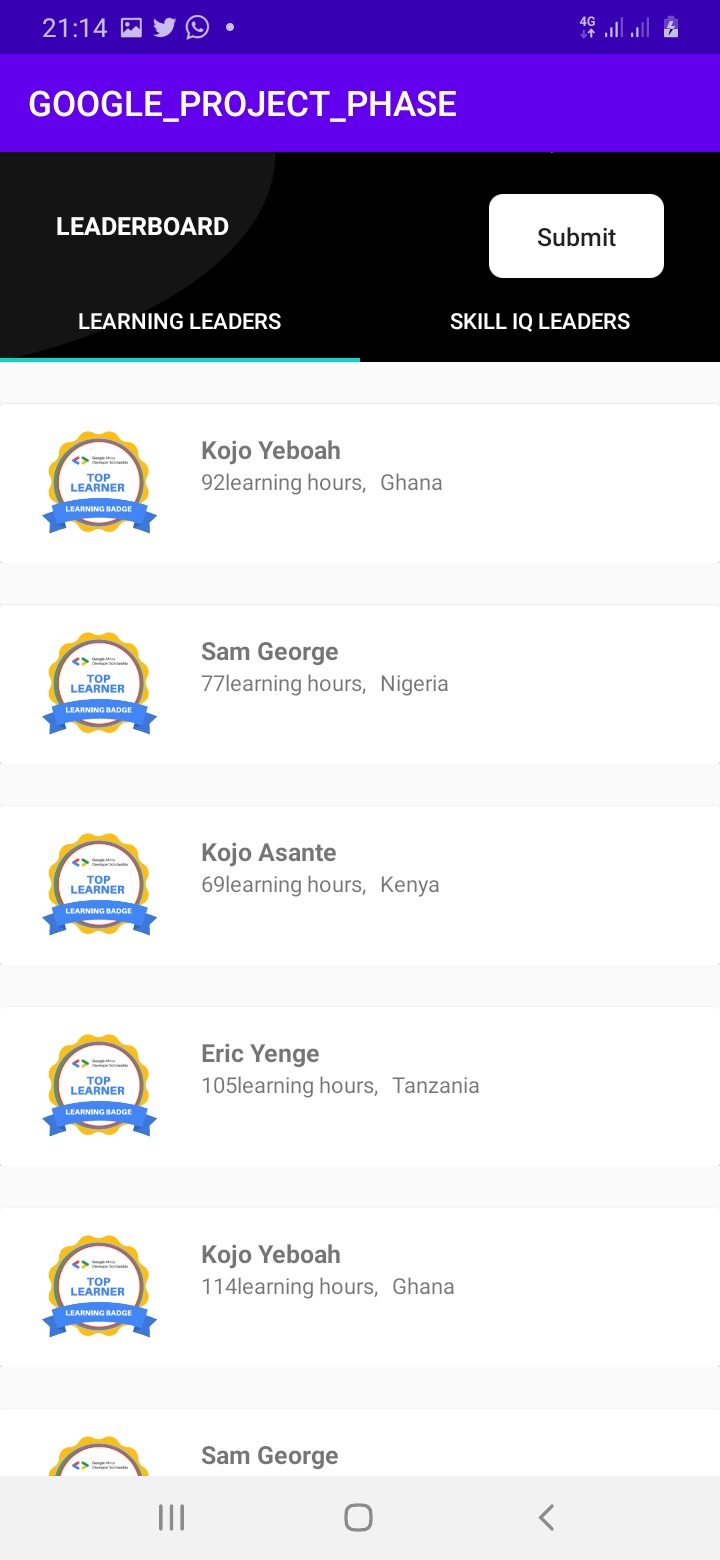 21:14
4G
GOOGLE_PROJECT_PHASE
LEADERBOARD
Submit
LEARNING LEADERS
SKILL IQ LEADERS
Google Africa
Developer Scholarship
TOP
LEARNER
LEARNING BADGE
Kojo Yeboah
92learning hours, Ghana
Google Africa
Developer Scholarship
TOP
LEARNER
LEARNING BADGE
Sam George
77learning hours, Nigeria
Google Africa
Developer Scholarship
TOP
LEARNER
LEARNING BADGE
Kojo Asante
69learning hours, Kenya
Google Africa
Developer Scholarship
TOP
LEARNER
LEARNING BADGE
Eric Yenge
105learning hours, Tanzania
Google Africa
Developer Scholarship
TOP
LEARNER
LEARNING BADGE
Kojo Yeboah
114learning hours, Ghana
Google Africa
Developer Scholarship
Sam George